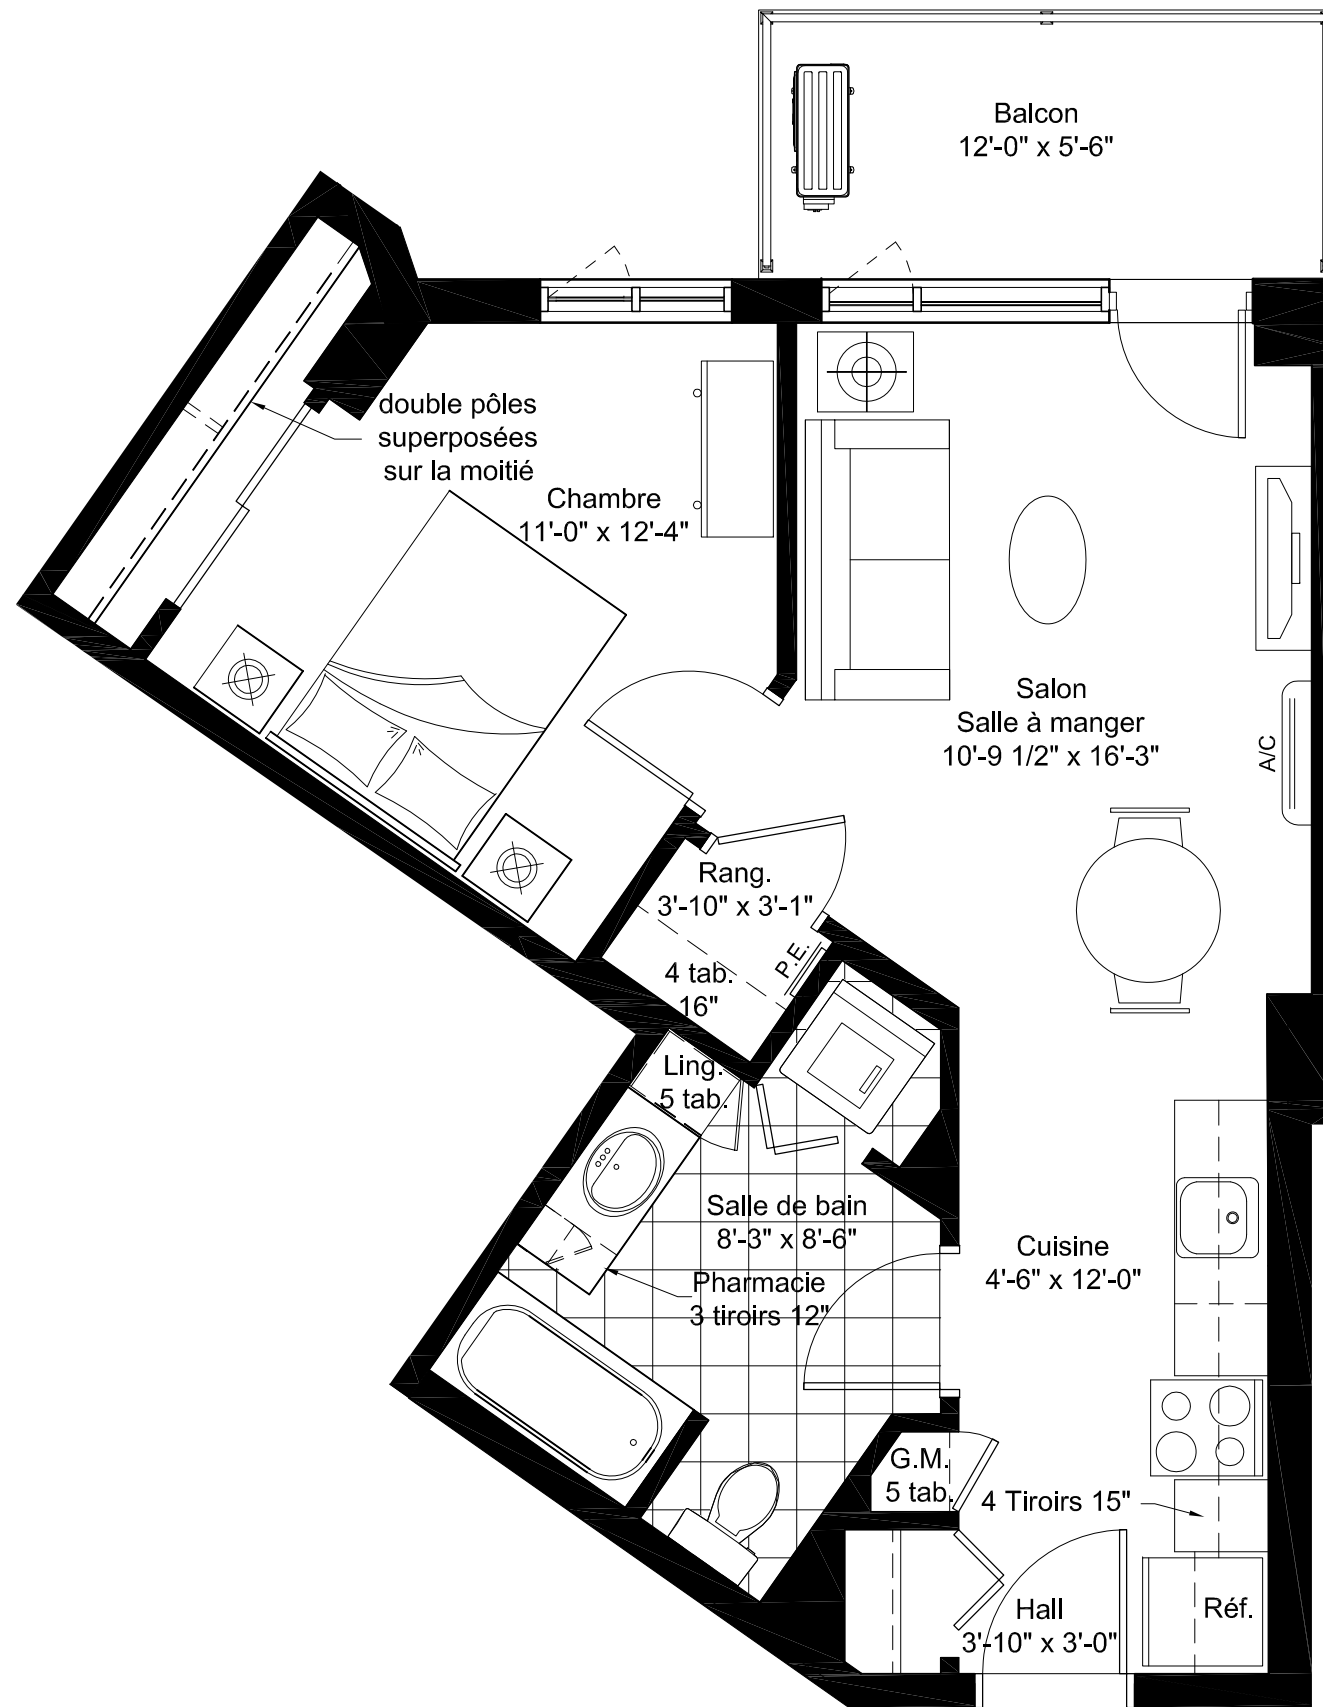 Balcon
12'-0" x 5'-6"
double pôles
superposées
sur la moitié
Chambre
11'-0" x 12'-4"
Salon
Salle à manger
10'-9 1/2" x 16'-3"
A/C
Rang.
3'-10" x 3'-1"
P.E.
4 tab.
16"
Ling.
5 tab.
Salle de bain
8'-3" x 8'-6"
Pharmacie
3 tiroirs 12"
Cuisine
4'-6" x 12'-0"
G.M.
5 tab.
4 Tiroirs 15"
Hall
3'-10" x 3'-0"
Réf.